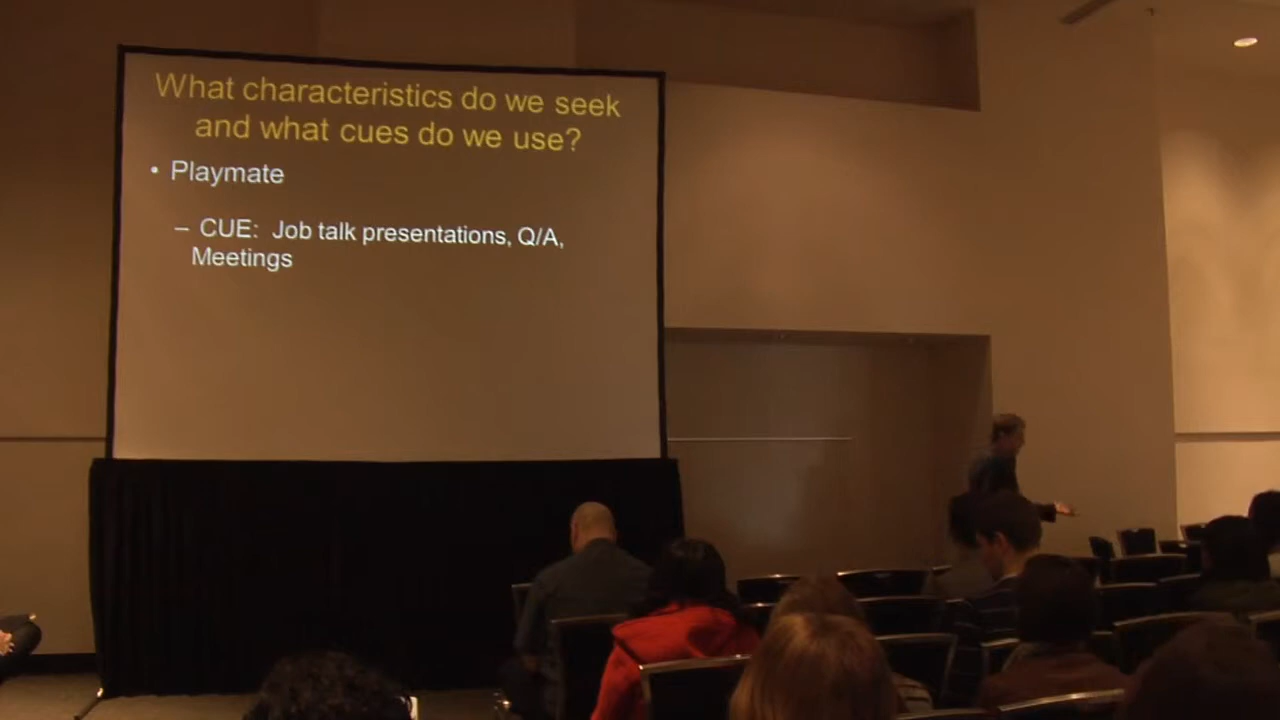 What characteristics do we seek
and what cues do we use?
• Playmate
– CUE: Job talk presentations, Q/A,
Meetings